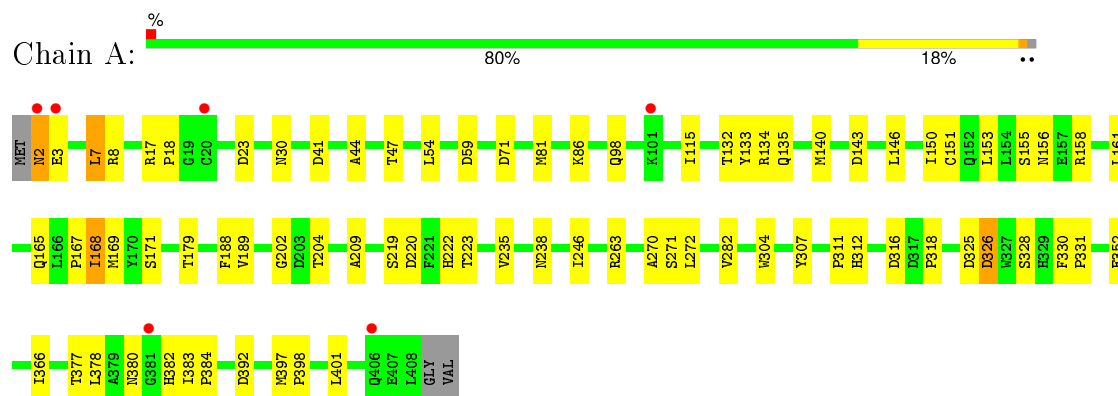 %
Chain A:
80% 18% ••
MET N2 E3 L7 R8 R17 P18 G19 C20 D23 N30 D41 A44 T47 L54 D59 D71 M81 K86 Q98 K101 I115 T132 Y133 R134 Q135 M140 D143 L146 I150 C151 Q152 L153 L154 S155 N156 E157 R158
Q165 L166 P167 I168 M169 Y170 S171 T179 F188 V189 G202 D203 T204 A209 S219 D220 F221 H222 T223 V235 N238 I246 R263 A270 S271 L272 V282 W304 Y307 P311 H312 D316 D317 P318 D325 D326 W327 S328 H329 F330 P331
I366 T377 L378 A379 N380 G381 H382 I383 P384 D392 M397 P398 L401 Q406 E407 L408 GLY VAL